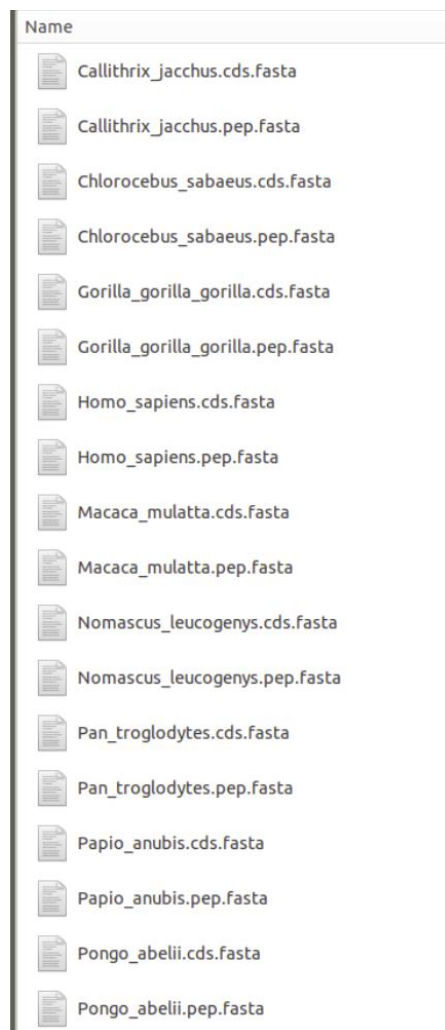 Name
Callithrix_jacchus.cds.fasta
Callithrix_jacchus.pep.fasta
Chlorocebus_sabaeus.cds.fasta
Chlorocebus_sabaeus.pep.fasta
Gorilla_gorilla_gorilla.cds.fasta
Gorilla_gorilla_gorilla.pep.fasta
Homo_sapiens.cds.fasta
Homo_sapiens.pep.fasta
Macaca_mulatta.cds.fasta
Macaca_mulatta.pep.fasta
Nomascus_leucogenys.cds.fasta
Nomascus_leucogenys.pep.fasta
Pan_troglodytes.cds.fasta
Pan_troglodytes.pep.fasta
Papio_anubis.cds.fasta
Papio_anubis.pep.fasta
Pongo_abelii.cds.fasta
Pongo_abelii.pep.fasta